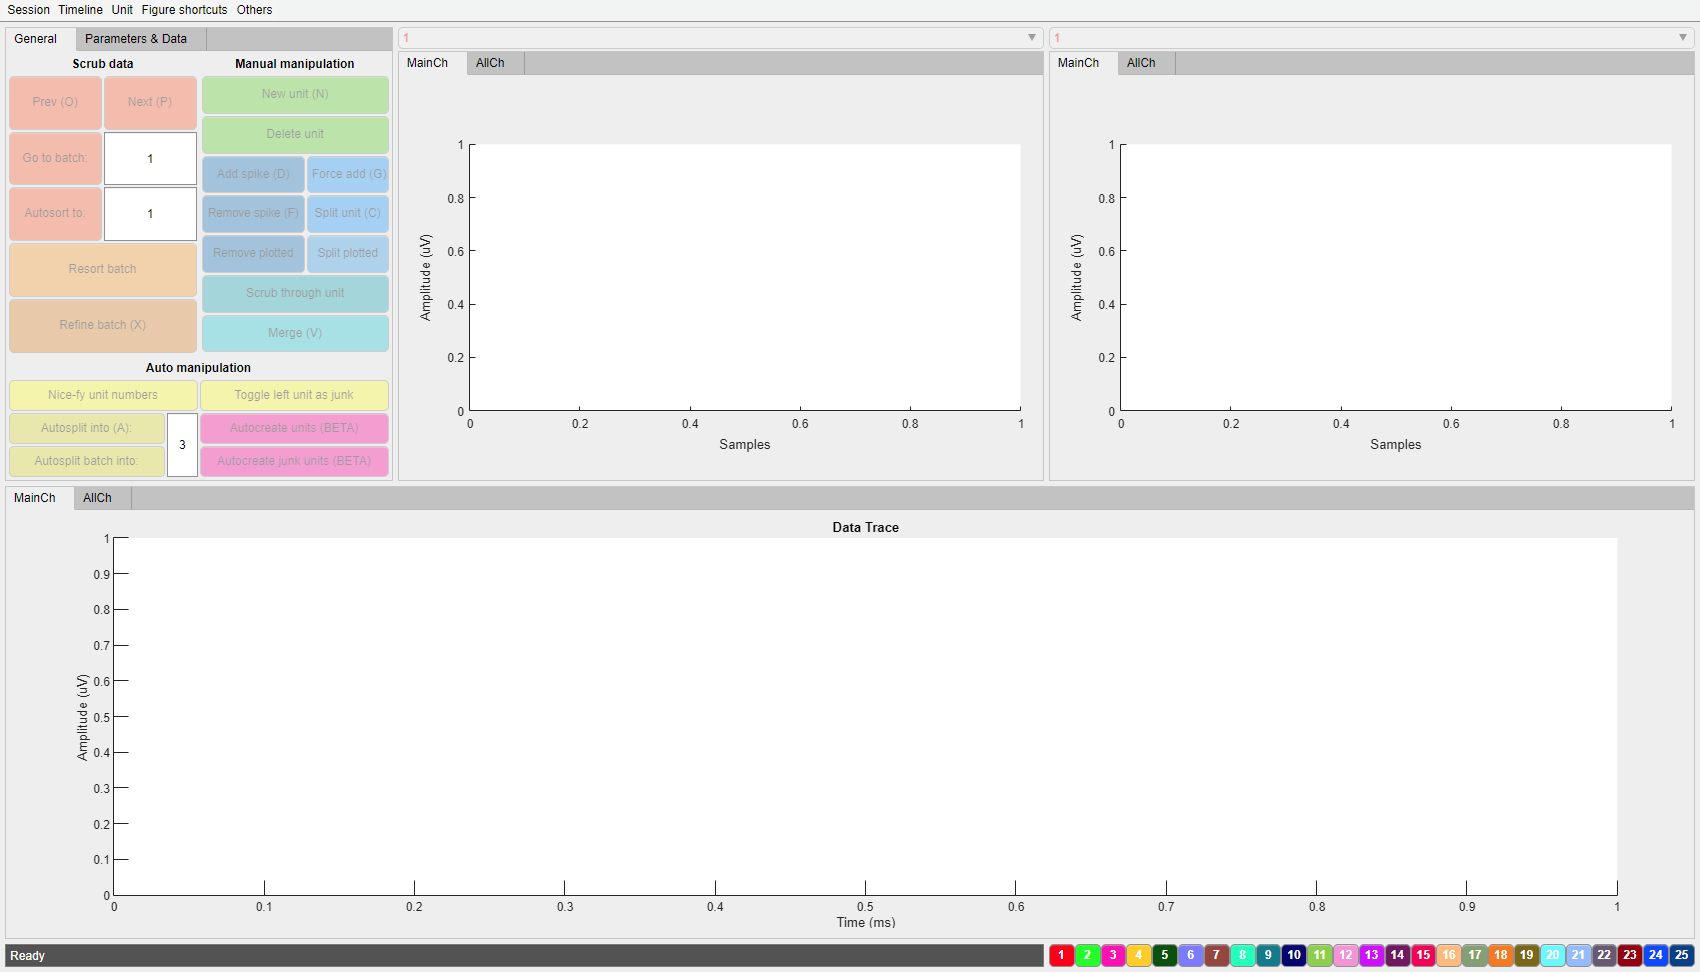 Session Timeline Unit Figure shortcuts Others
General Parameters & Data
Scrub data
Prev (O) Next (P)
Go to batch: 1
Autosort to: 1
Resort batch
Refine batch (X)
Manual manipulation
New unit (N)
Delete unit
Add spike (D) Force add (G)
Remove spike (F) Split unit (C)
Remove plotted Split plotted
Scrub through unit
Merge (V)
Auto manipulation
Nice-fy unit numbers Toggle left unit as junk
Autosplit into (A): 3 Autocreate units (BETA)
Autosplit batch into: Autocreate junk units (BETA)
1
MainCh AllCh
1
0.8
0.6
0.4
0.2
0
Amplitude (uV)
0 0.2 0.4 0.6 0.8 1
Samples
1
MainCh AllCh
1
0.8
0.6
0.4
0.2
0
Amplitude (uV)
0 0.2 0.4 0.6 0.8 1
Samples
MainCh AllCh
Data Trace
1
0.9
0.8
0.7
0.6
0.5
0.4
0.3
0.2
0.1
0
Amplitude (uV)
0 0.1 0.2 0.3 0.4 0.5 0.6 0.7 0.8 0.9 1
Time (ms)
Ready
1 2 3 4 5 6 7 8 9 10 11 12 13 14 15 16 17 18 19 20 21 22 23 24 25